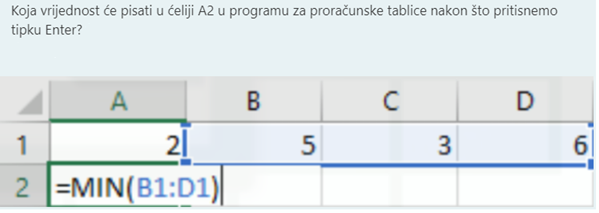 Koja vrijednost će pisati u ćeliji A2 u programu za proračunske tablice nakon što pritisnemo
tipku Enter?
A B C D
1 2 5 3 6
2 =MIN(B1:D1)